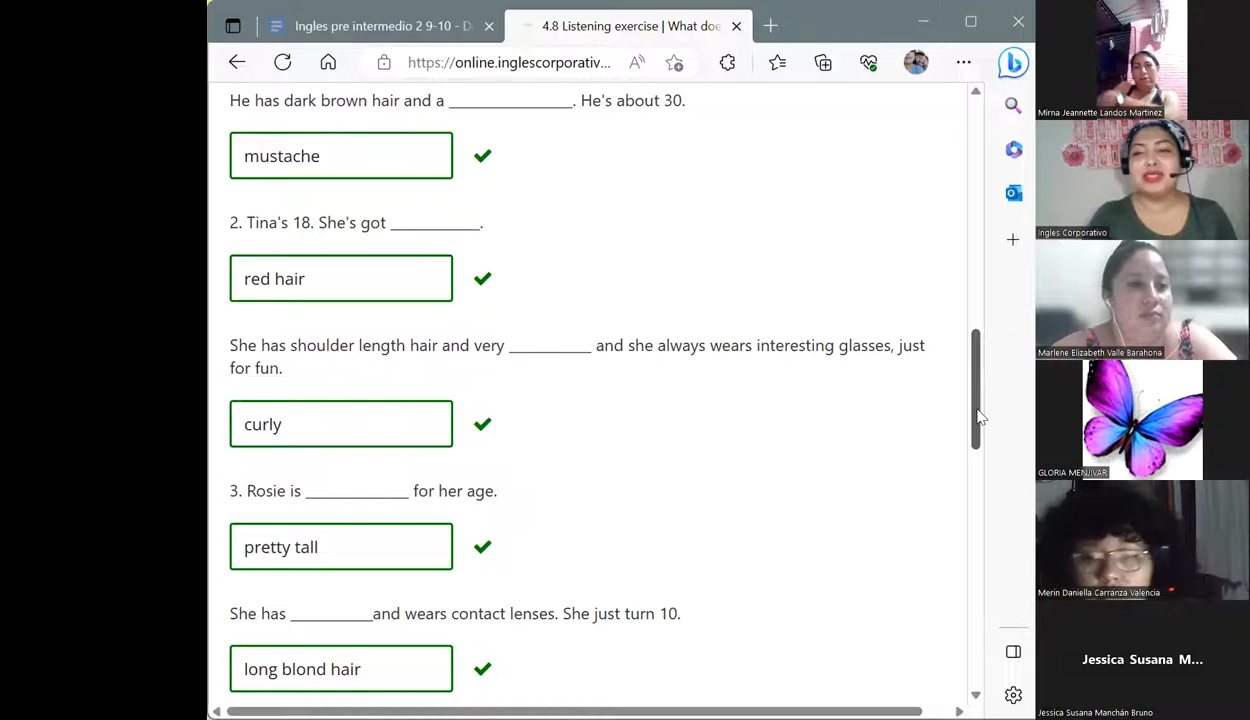 Ingles pre intermedio 2 9-10 - D
4.8 Listening exercise | What doe
https://online.inglescorporativ...
He has dark brown hair and a ______________. He's about 30.
mustache
2. Tina's 18. She's got __________.
red hair
She has shoulder length hair and very _________ and she always wears interesting glasses, just
for fun.
curly
3. Rosie is ____________ for her age.
pretty tall
She has __________and wears contact lenses. She just turn 10.
long blond hair
Mirna Jeannette Landos Martinez
Ingles Corporativo
Marlene Elizabeth Valle Barahona
GLORIA MENJIVAR
Merin Daniella Carranza Valencia
Jessica Susana M...
Jessica Susana Manchán Bruno